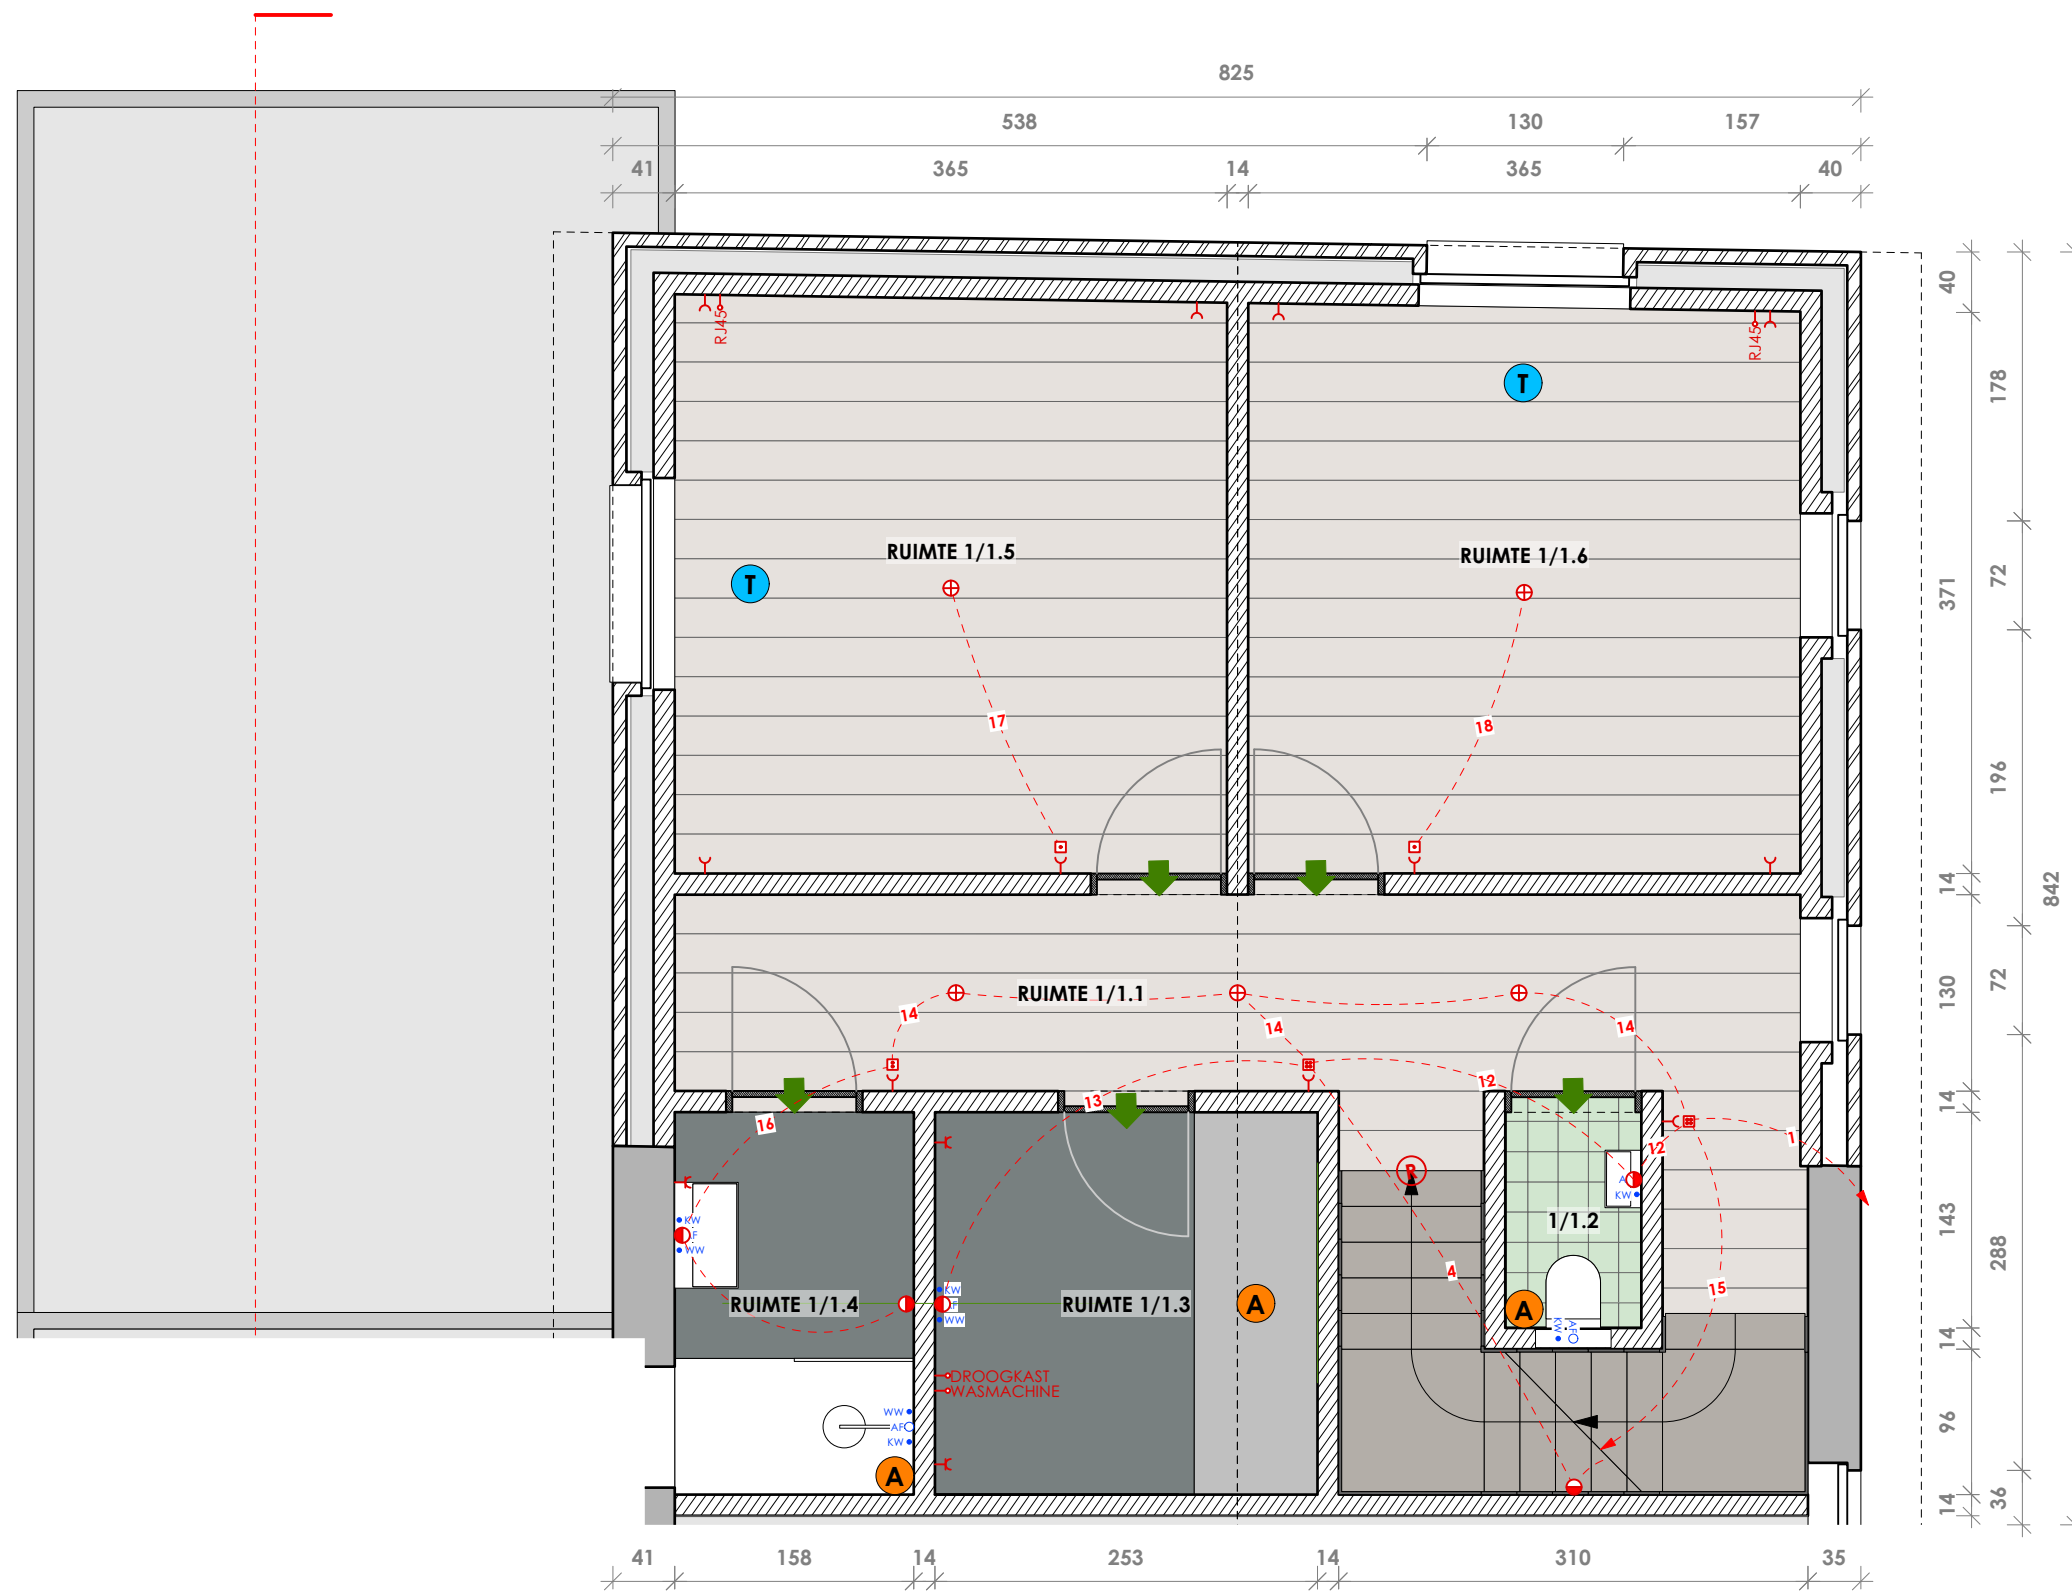 825
538 130 157
41 365 14 365 40
RJ45
RJ45
40
T
178
RUIMTE 1/1.5
RUIMTE 1/1.6
T
72
371
17
18
196
14
842
RUIMTE 1/1.1
72
130
14
14
14
12
13
14
16
12
1
R
KW
143
KW
WW
1/1.2
288
15
4
RUIMTE 1/1.4
RUIMTE 1/1.3
KW
WW
A
A
KW
AF
14
DROOGKAST
WASMACHINE
WW
AF
KW
96
A
36
14
41 158 14 253 14 310 35